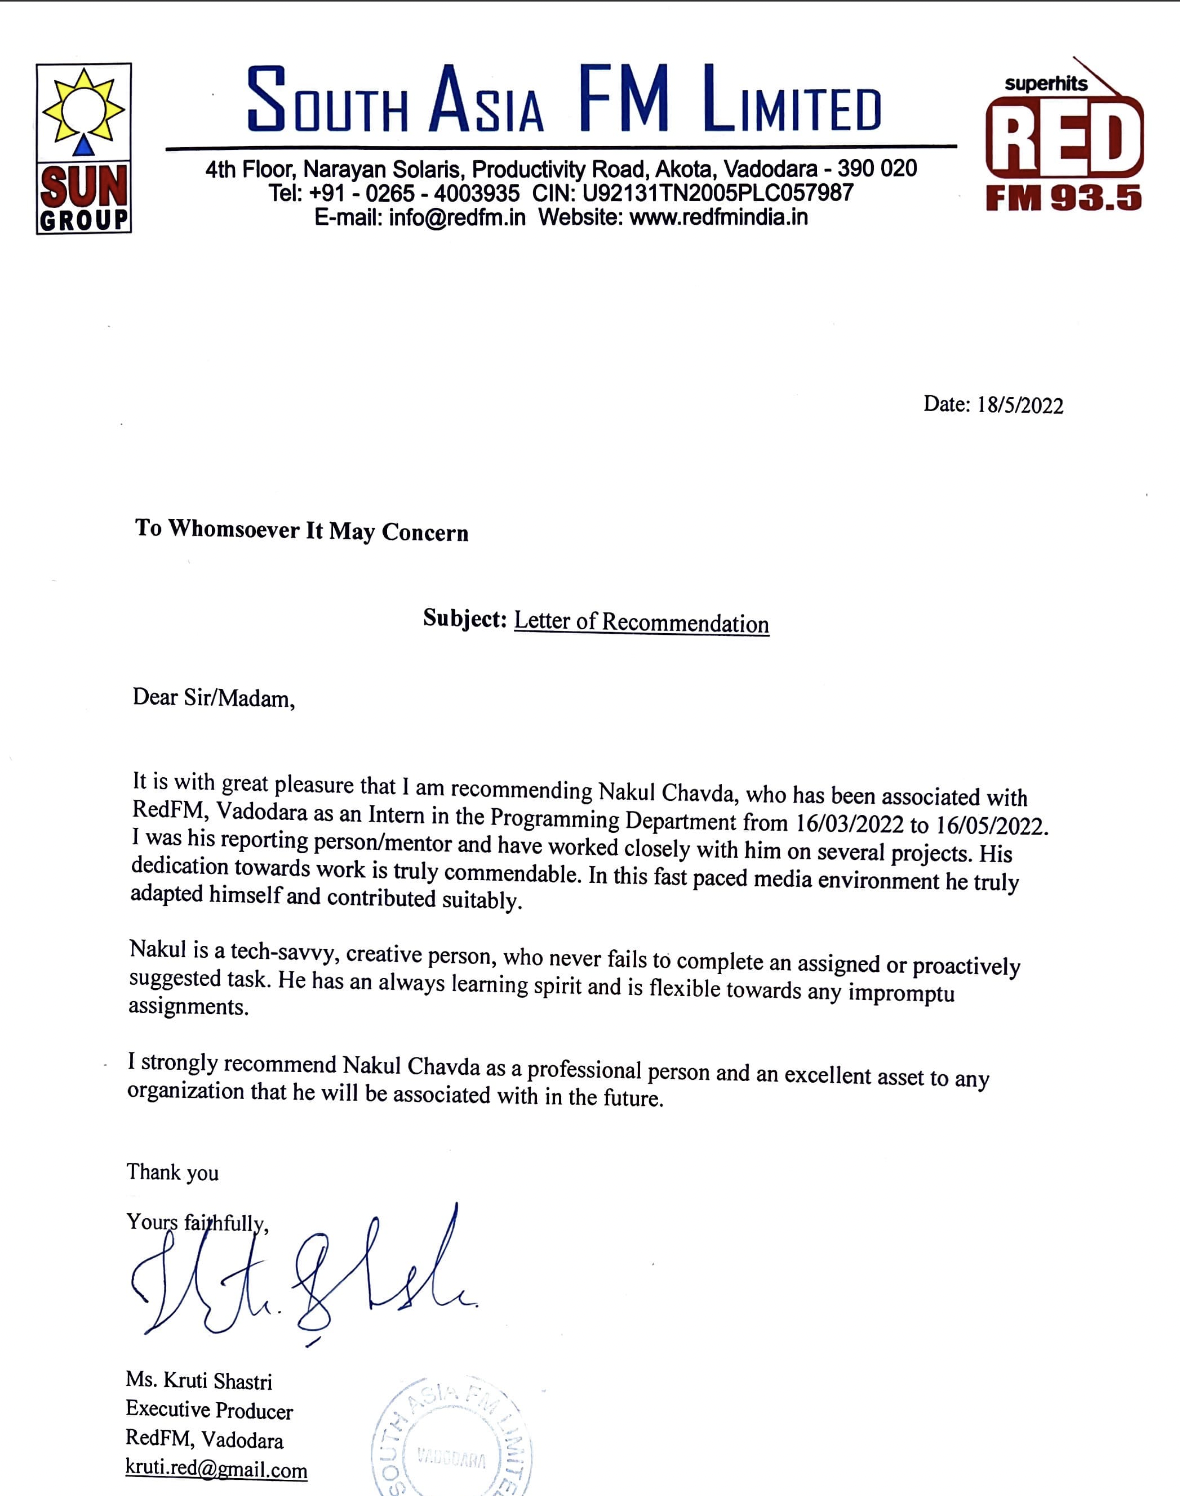 SUN
GROUP
SOUTH ASIA FM LIMITED
4th Floor, Narayan Solaris, Productivity Road, Akota, Vadodara - 390 020
Tel: +91 - 0265 - 4003935 CIN: U92131TN2005PLC057987
E-mail: info@redfm.in Website: www.redfmindia.in
superhits
RED
FM 93.5
Date: 18/5/2022
To Whomsoever It May Concern
Subject: Letter of Recommendation
Dear Sir/Madam,
It is with great pleasure that I am recommending Nakul Chavda, who has been associated with
RedFM, Vadodara as an Intern in the Programming Department from 16/03/2022 to 16/05/2022.
I was his reporting person/mentor and have worked closely with him on several projects. His
dedication towards work is truly commendable. In this fast paced media environment he truly
adapted himself and contributed suitably.
Nakul is a tech-savvy, creative person, who never fails to complete an assigned or proactively
suggested task. He has an always learning spirit and is flexible towards any impromptu
assignments.
I strongly recommend Nakul Chavda as a professional person and an excellent asset to any
organization that he will be associated with in the future.
Thank you
Yours faithfully,
Ms. Kruti Shastri
Executive Producer
RedFM, Vadodara
kruti.red@gmail.com
SOUTH ASIA FM LIMITE
VADODARA